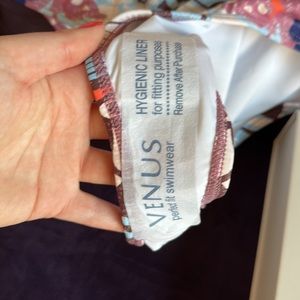 HYGIENIC LINER
for fitting purposes
Remove After Purchase
VENUS
perfect fit swimwear